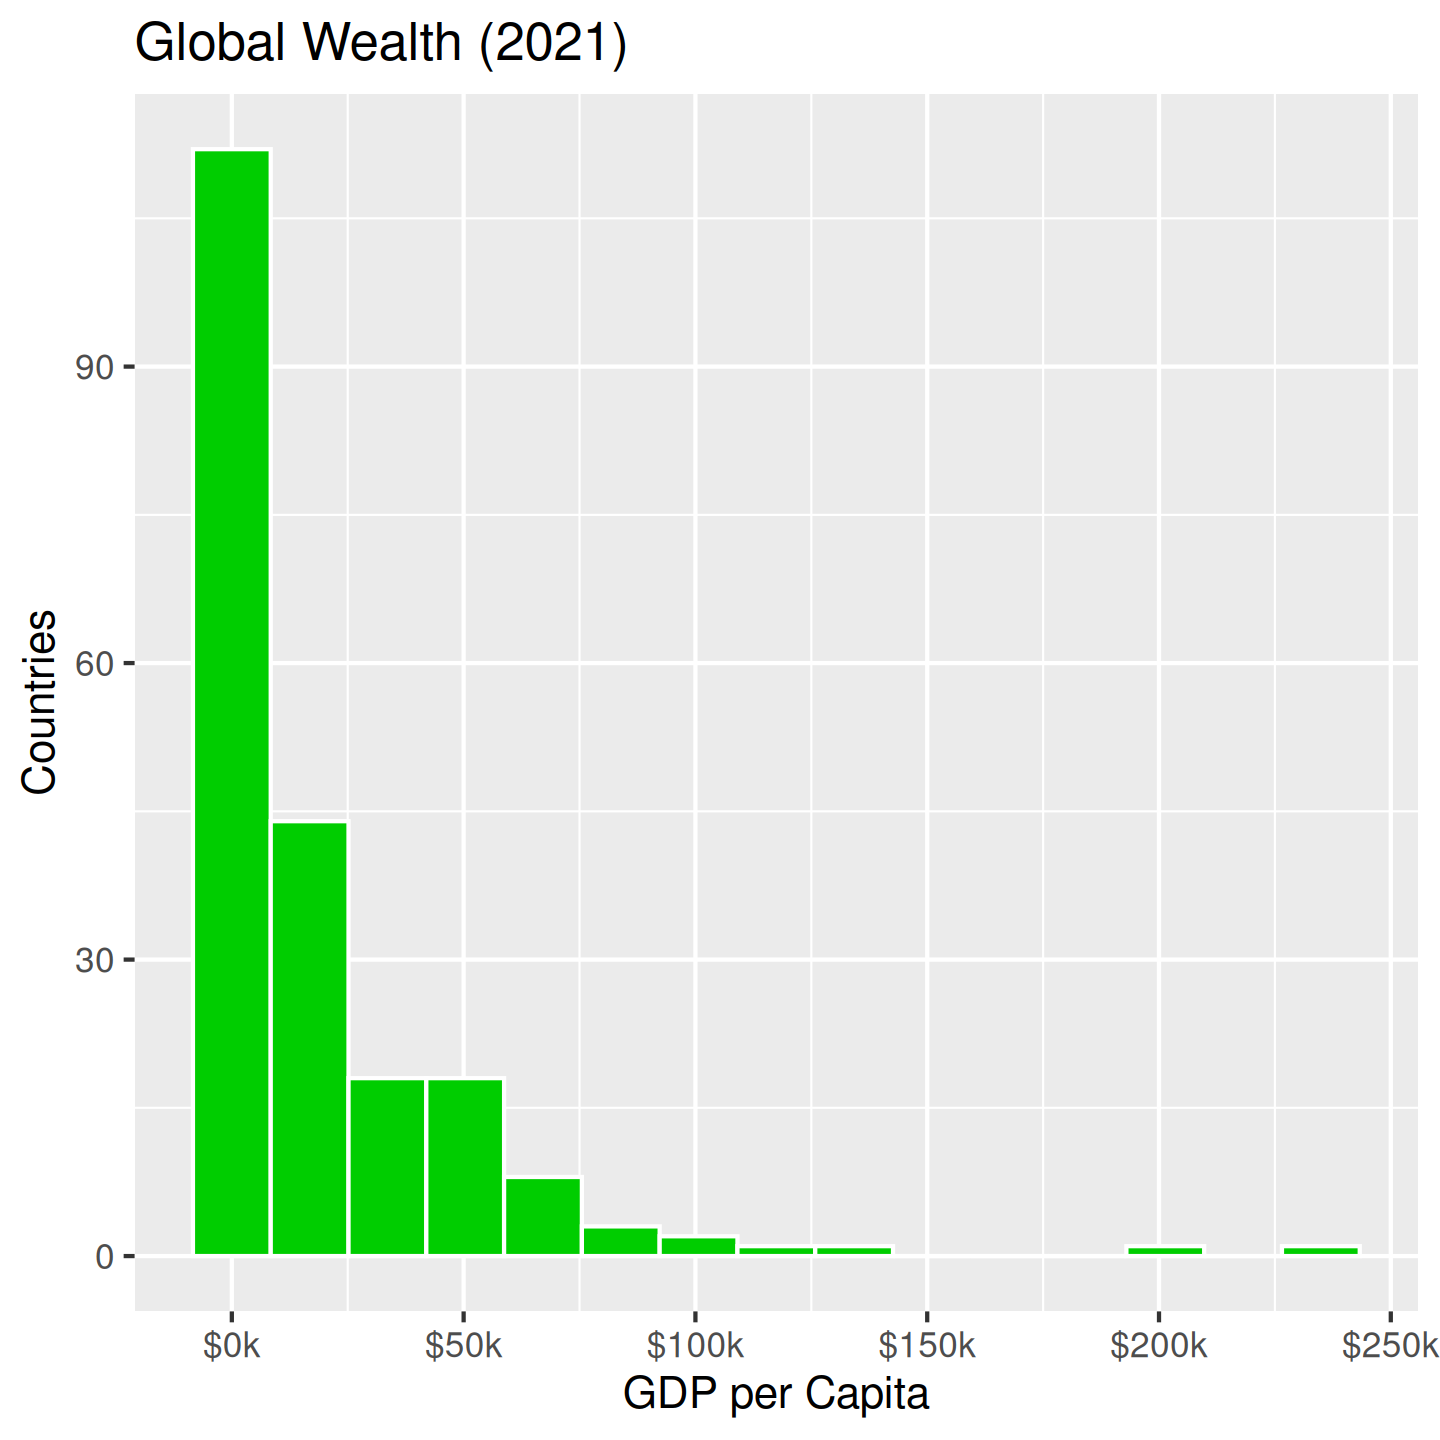 Global Wealth (2021)
Countries
90
60
30
0
$0k $50k $100k $150k $200k $250k
GDP per Capita